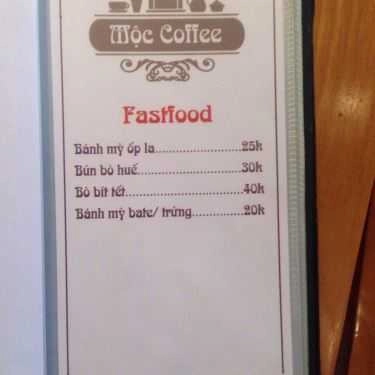 Mộc Coffee
Fastfood
Bánh mỳ ốp la....................25k
Bún bò huế........................30k
Bò bít tết...........................40k
Bánh mỳ bate/ trứng.............20k